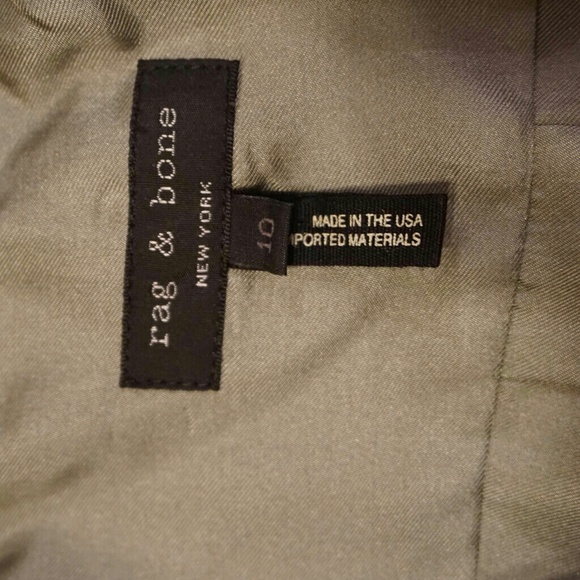 rag & bone
NEW YORK
10
MADE IN THE USA
PORTED MATERIALS